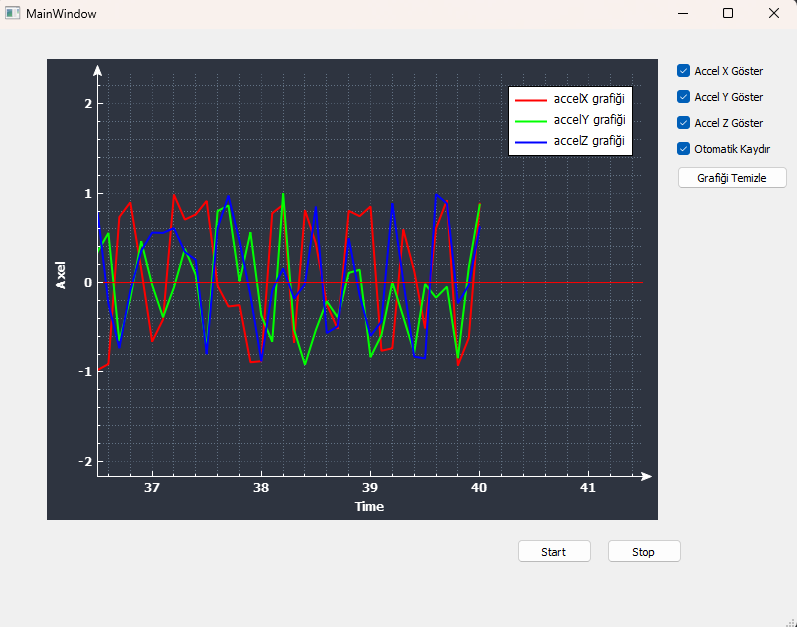 MainWindow
accelX grafiği
accelY grafiği
accelZ grafiği
2
1
0
-1
-2
Axel
37
38
39
40
41
Time
Accel X Göster
Accel Y Göster
Accel Z Göster
Otomatik Kaydır
Grafiği Temizle
Start
Stop